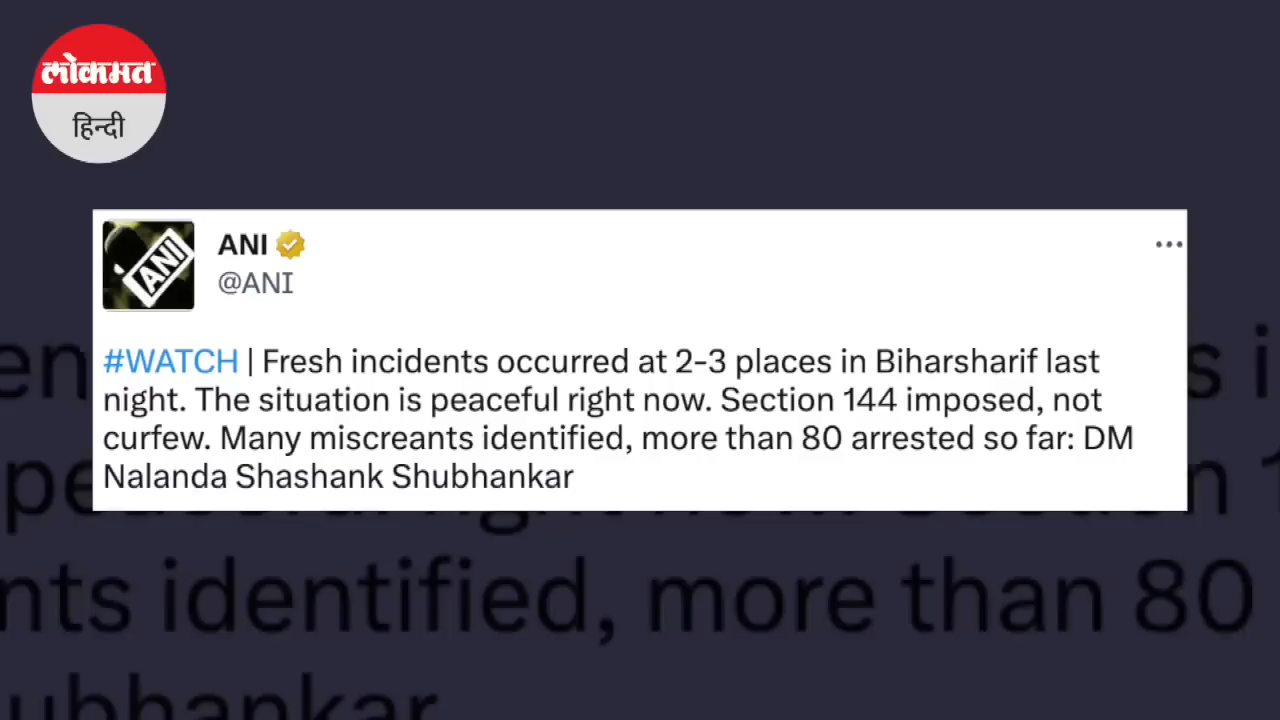 लोकमत
हिन्दी
ANI
ANI
@ANI
#WATCH | Fresh incidents occurred at 2-3 places in Biharsharif last
night. The situation is peaceful right now. Section 144 imposed, not
curfew. Many miscreants identified, more than 80 arrested so far: DM
Nalanda Shashank Shubhankar
nts identified, more than 80